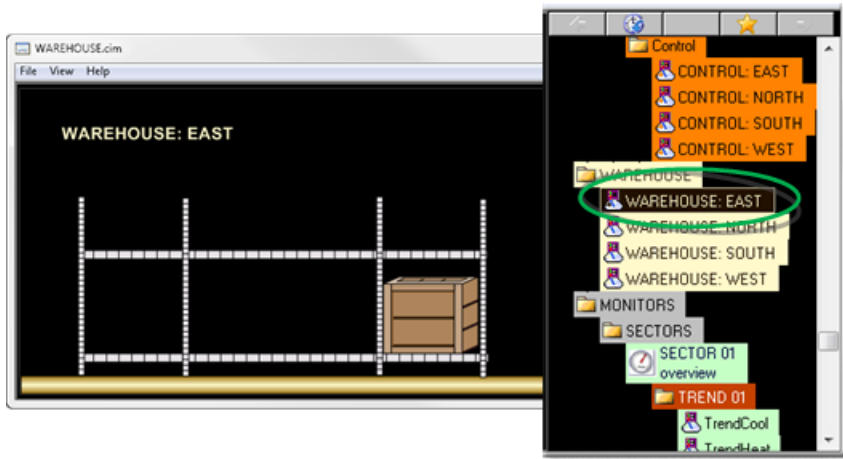 WAREHOUSE.cim
File View Help
WAREHOUSE: EAST
Control
CONTROL: EAST
CONTROL: NORTH
CONTROL: SOUTH
CONTROL: WEST
WAREHOUSE
WAREHOUSE: EAST
WAREHOUSE: NORTH
WAREHOUSE: SOUTH
WAREHOUSE: WEST
MONITORS
SECTORS
SECTOR 01
overview
TREND 01
TrendCool
TrendHeat